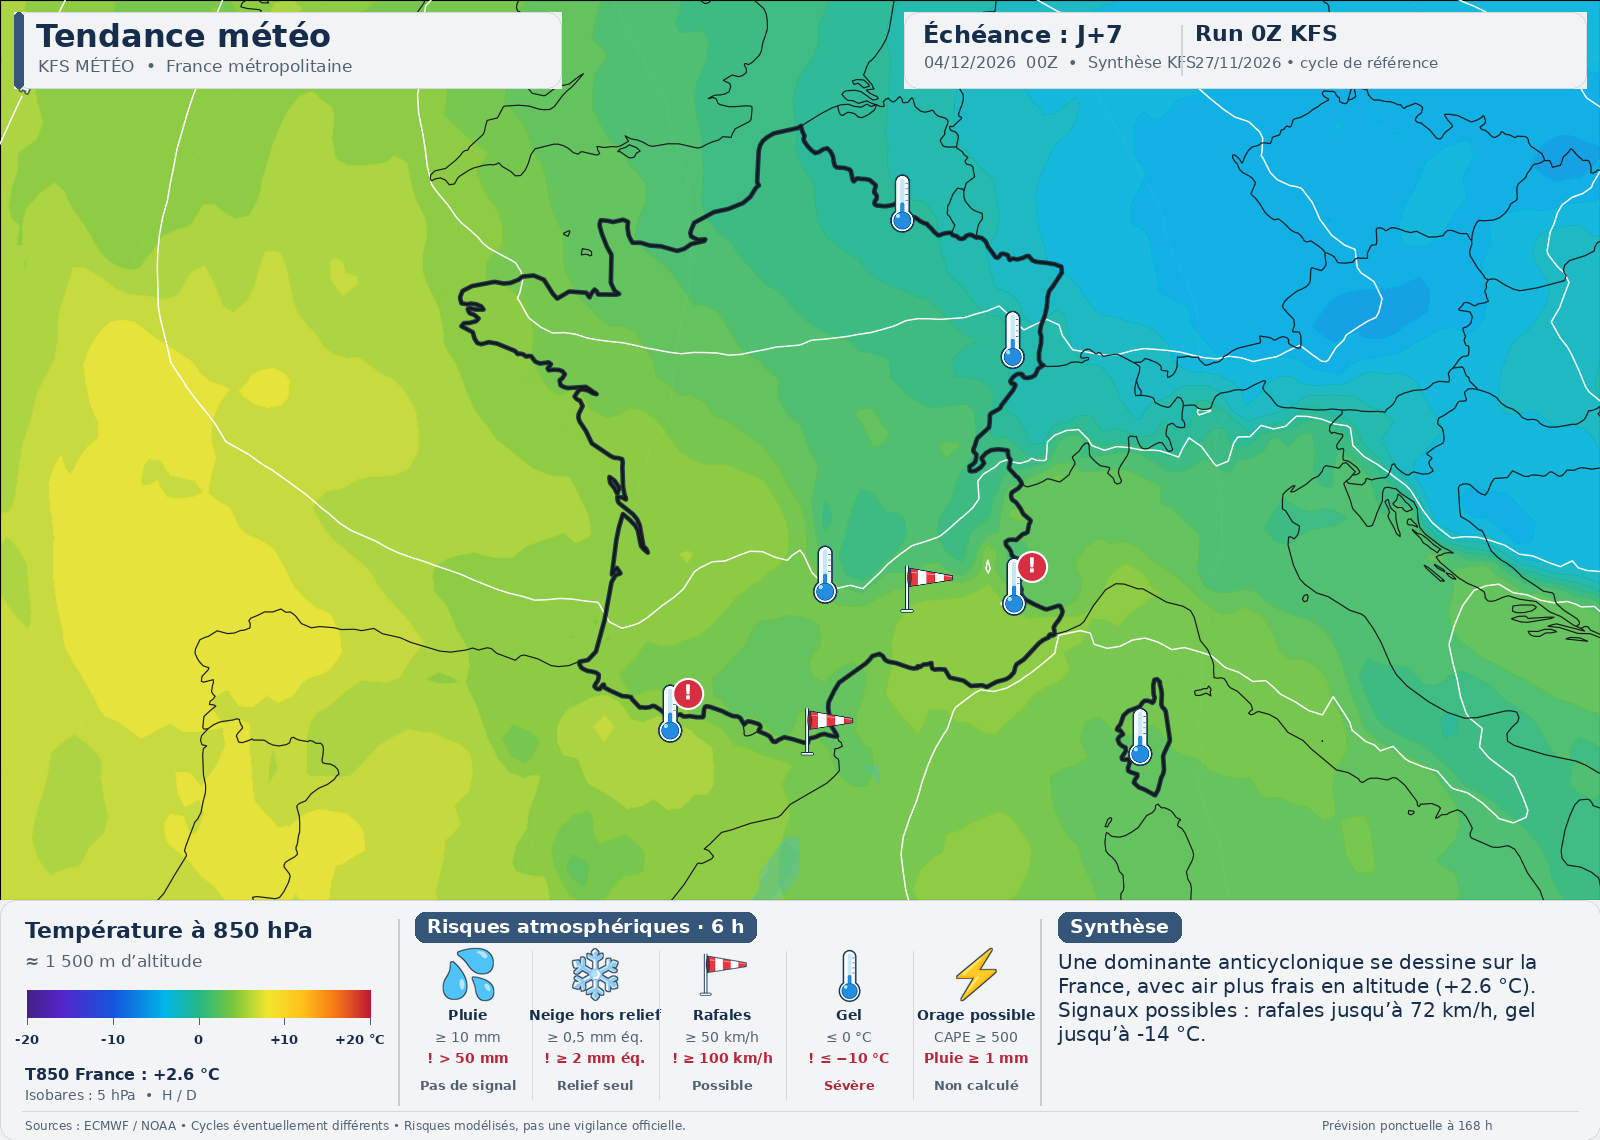 Tendance météo
KFS MÉTÉO • France métropolitaine
Échéance : J+7
04/12/2026 00Z • Synthèse KFS
Run 0Z KFS
27/11/2026 • cycle de référence
!
!
Température à 850 hPa
≈ 1 500 m d’altitude
-20 -10 0 +10 +20 °C
T850 France : +2.6 °C
Isobares : 5 hPa • H / D
Risques atmosphériques · 6 h
Pluie
≥ 10 mm
! > 50 mm
Pas de signal
Neige hors relief
≥ 0,5 mm éq.
! ≥ 2 mm éq.
Relief seul
Rafales
≥ 50 km/h
! ≥ 100 km/h
Possible
Gel
≤ 0 °C
! ≤ −10 °C
Sévère
Orage possible
CAPE ≥ 500
Pluie ≥ 1 mm
Non calculé
Synthèse
Une dominante anticyclonique se dessine sur la
France, avec air plus frais en altitude (+2.6 °C).
Signaux possibles : rafales jusqu’à 72 km/h, gel
jusqu’à -14 °C.
Sources : ECMWF / NOAA • Cycles éventuellement différents • Risques modélisés, pas une vigilance officielle.
Prévision ponctuelle à 168 h